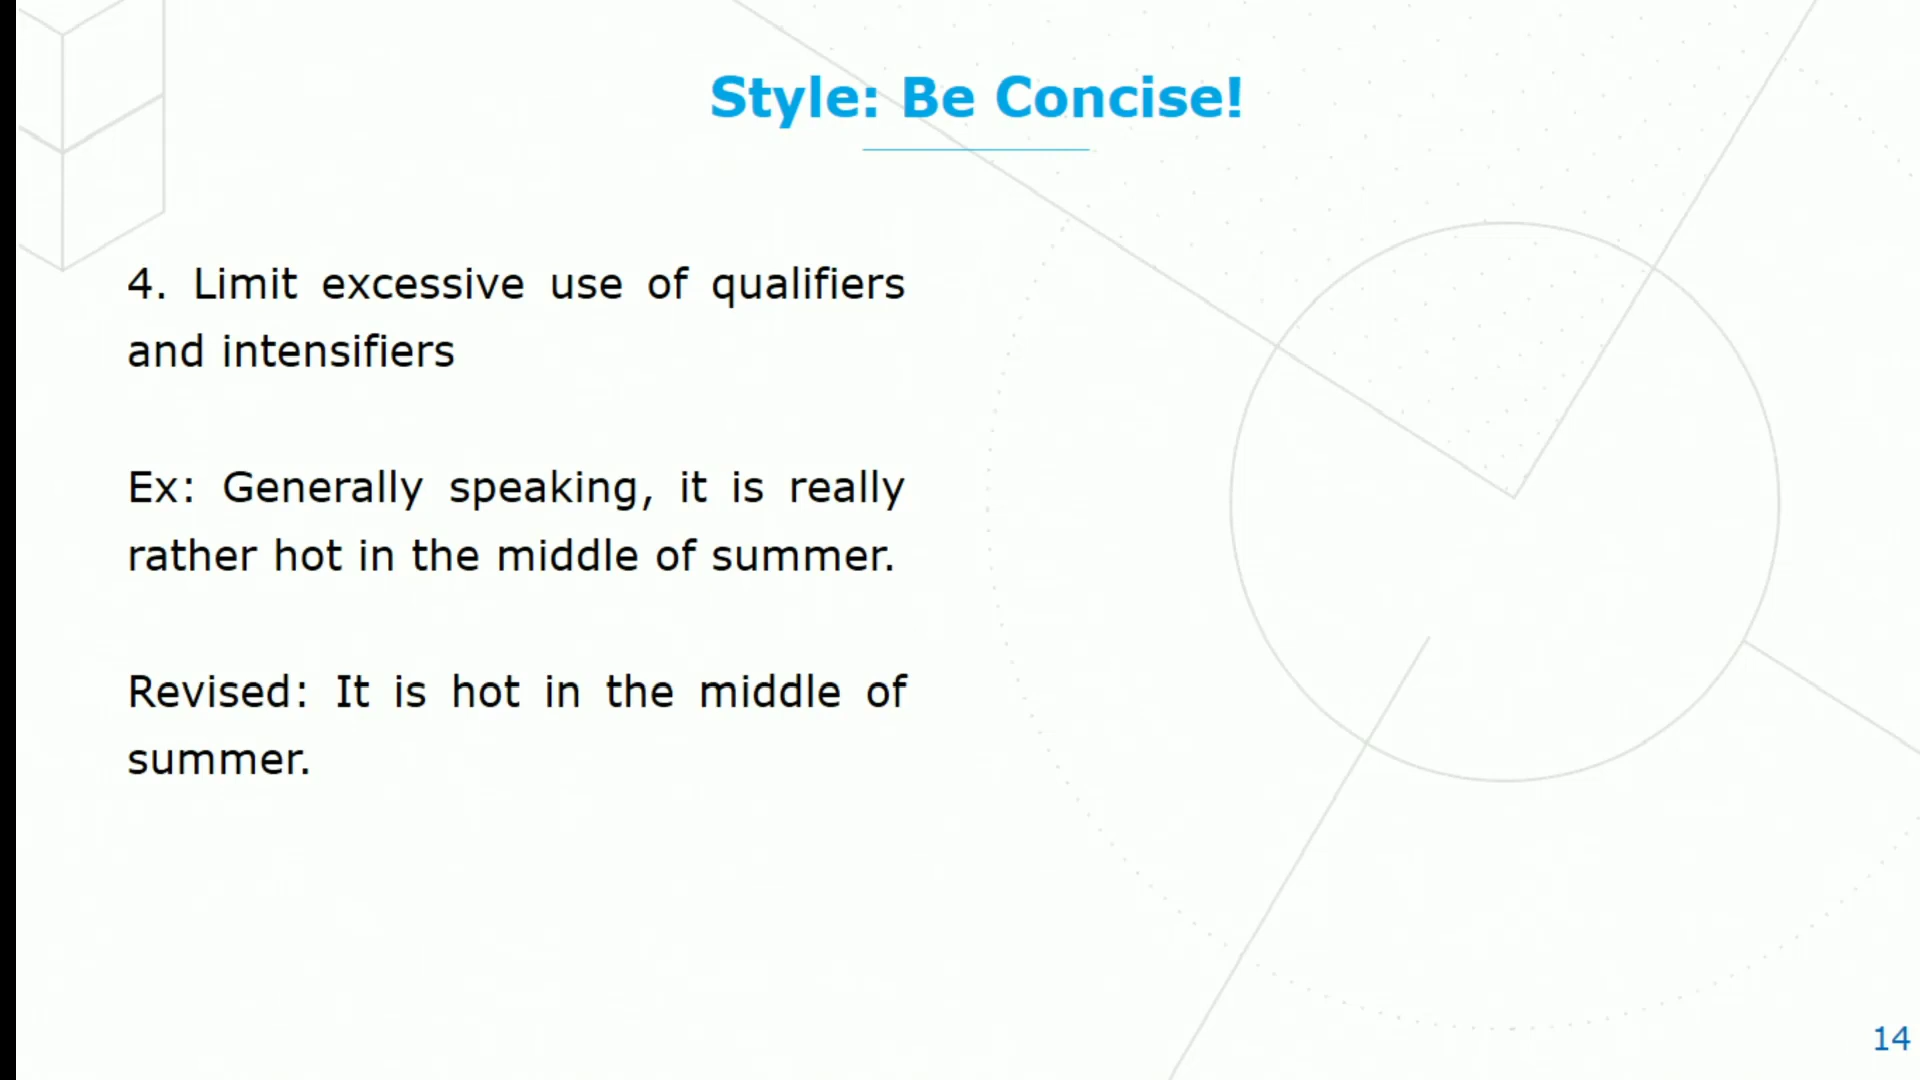 Style: Be Concise!
4. Limit excessive use of qualifiers
and intensifiers
Ex: Generally speaking, it is really
rather hot in the middle of summer.
Revised: It is hot in the middle of
summer.
14